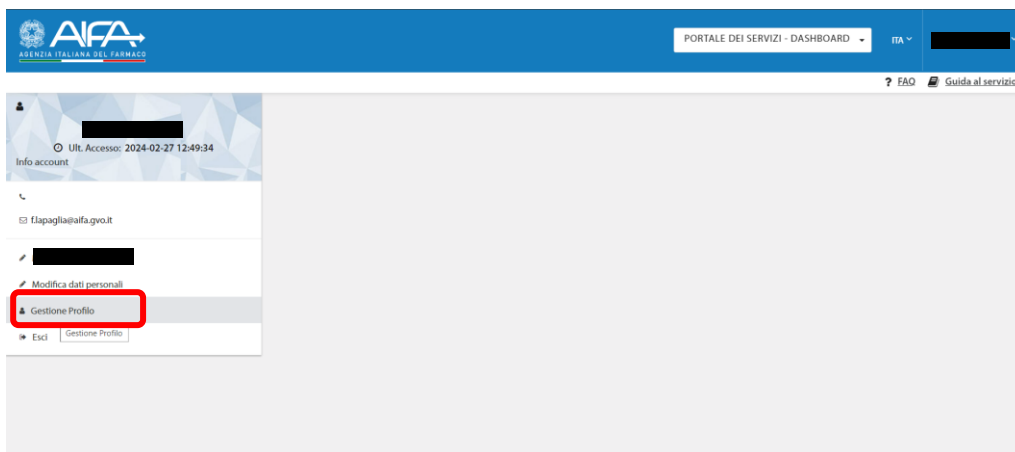 AIFA
AGENZIA ITALIANA DEL FARMACO
PORTALE DEI SERVIZI - DASHBOARD
ITA
? FAQ
Guida al servizio
Ult. Accesso: 2024-02-27 12:49:34
Info account
f.lapaglia@aifa.gvo.it
Modifica dati personali
Gestione Profilo
Esci
Gestione Profilo